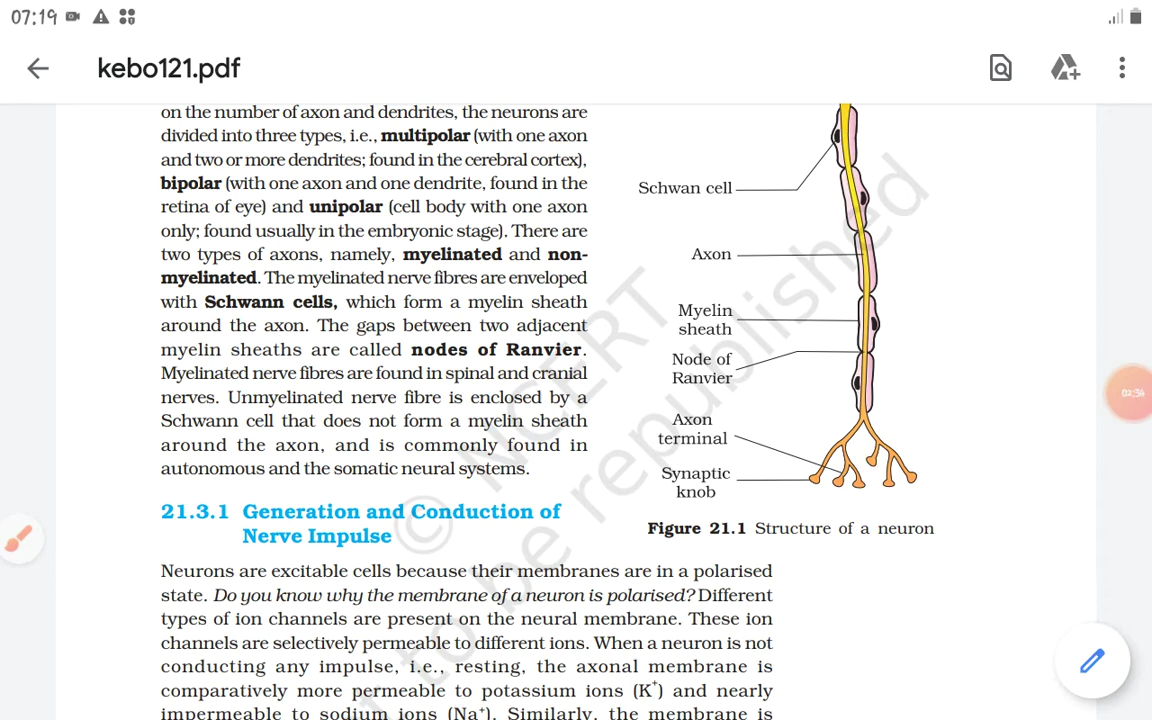 07:19
kebo121.pdf
on the number of axon and dendrites, the neurons are
divided into three types, i.e., multipolar (with one axon
and two or more dendrites; found in the cerebral cortex),
bipolar (with one axon and one dendrite, found in the
retina of eye) and unipolar (cell body with one axon
only; found usually in the embryonic stage). There are
two types of axons, namely, myelinated and non-
myelinated. The myelinated nerve fibres are enveloped
with Schwann cells, which form a myelin sheath
around the axon. The gaps between two adjacent
myelin sheaths are called nodes of Ranvier.
Myelinated nerve fibres are found in spinal and cranial
nerves. Unmyelinated nerve fibre is enclosed by a
Schwann cell that does not form a myelin sheath
around the axon, and is commonly found in
autonomous and the somatic neural systems.
Schwan cell
Axon
Myelin
sheath
Node of
Ranvier
Axon
terminal
Synaptic
knob
Figure 21.1 Structure of a neuron
21.3.1 Generation and Conduction of
Nerve Impulse
Neurons are excitable cells because their membranes are in a polarised
state. Do you know why the membrane of a neuron is polarised? Different
types of ion channels are present on the neural membrane. These ion
channels are selectively permeable to different ions. When a neuron is not
conducting any impulse, i.e., resting, the axonal membrane is
comparatively more permeable to potassium ions (K⁺) and nearly
impermeable to sodium ions (Na⁺). Similarly, the membrane is
© NCERT
to be republished
02:34